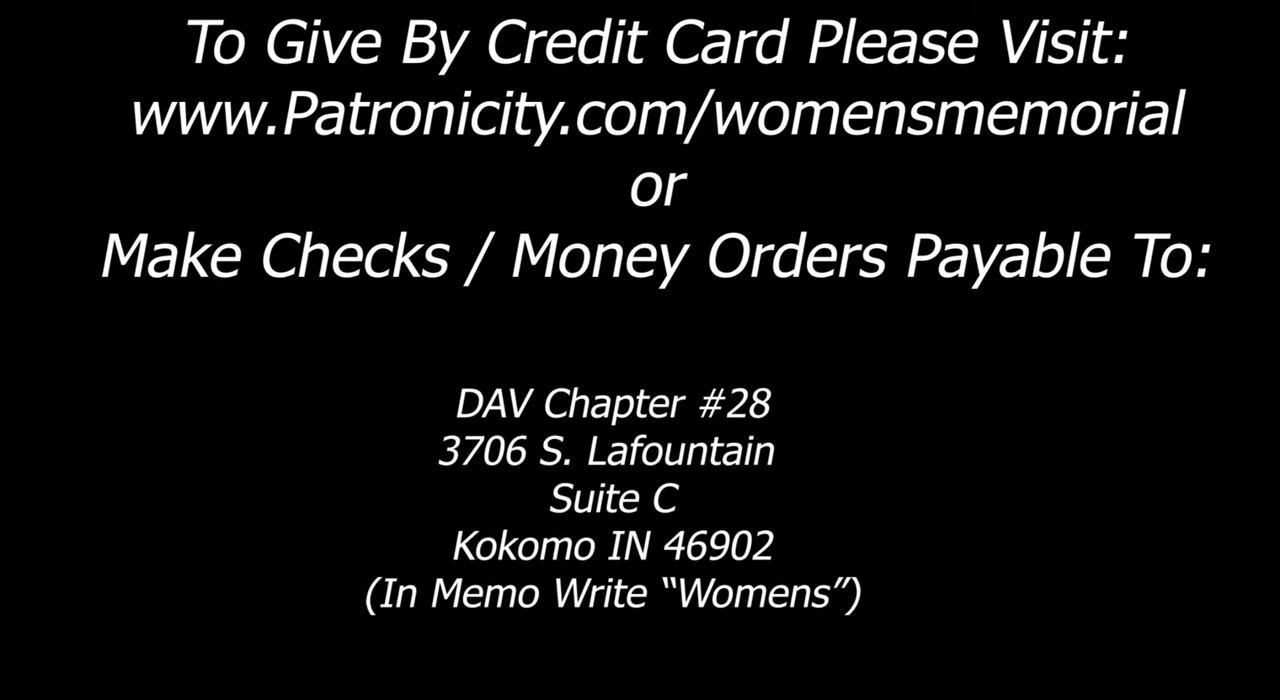 To Give By Credit Card Please Visit:
www.Patronicity.com/womensmemorial
or
Make Checks / Money Orders Payable To:
DAV Chapter #28
3706 S. Lafountain
Suite C
Kokomo IN 46902
(In Memo Write “Womens”)